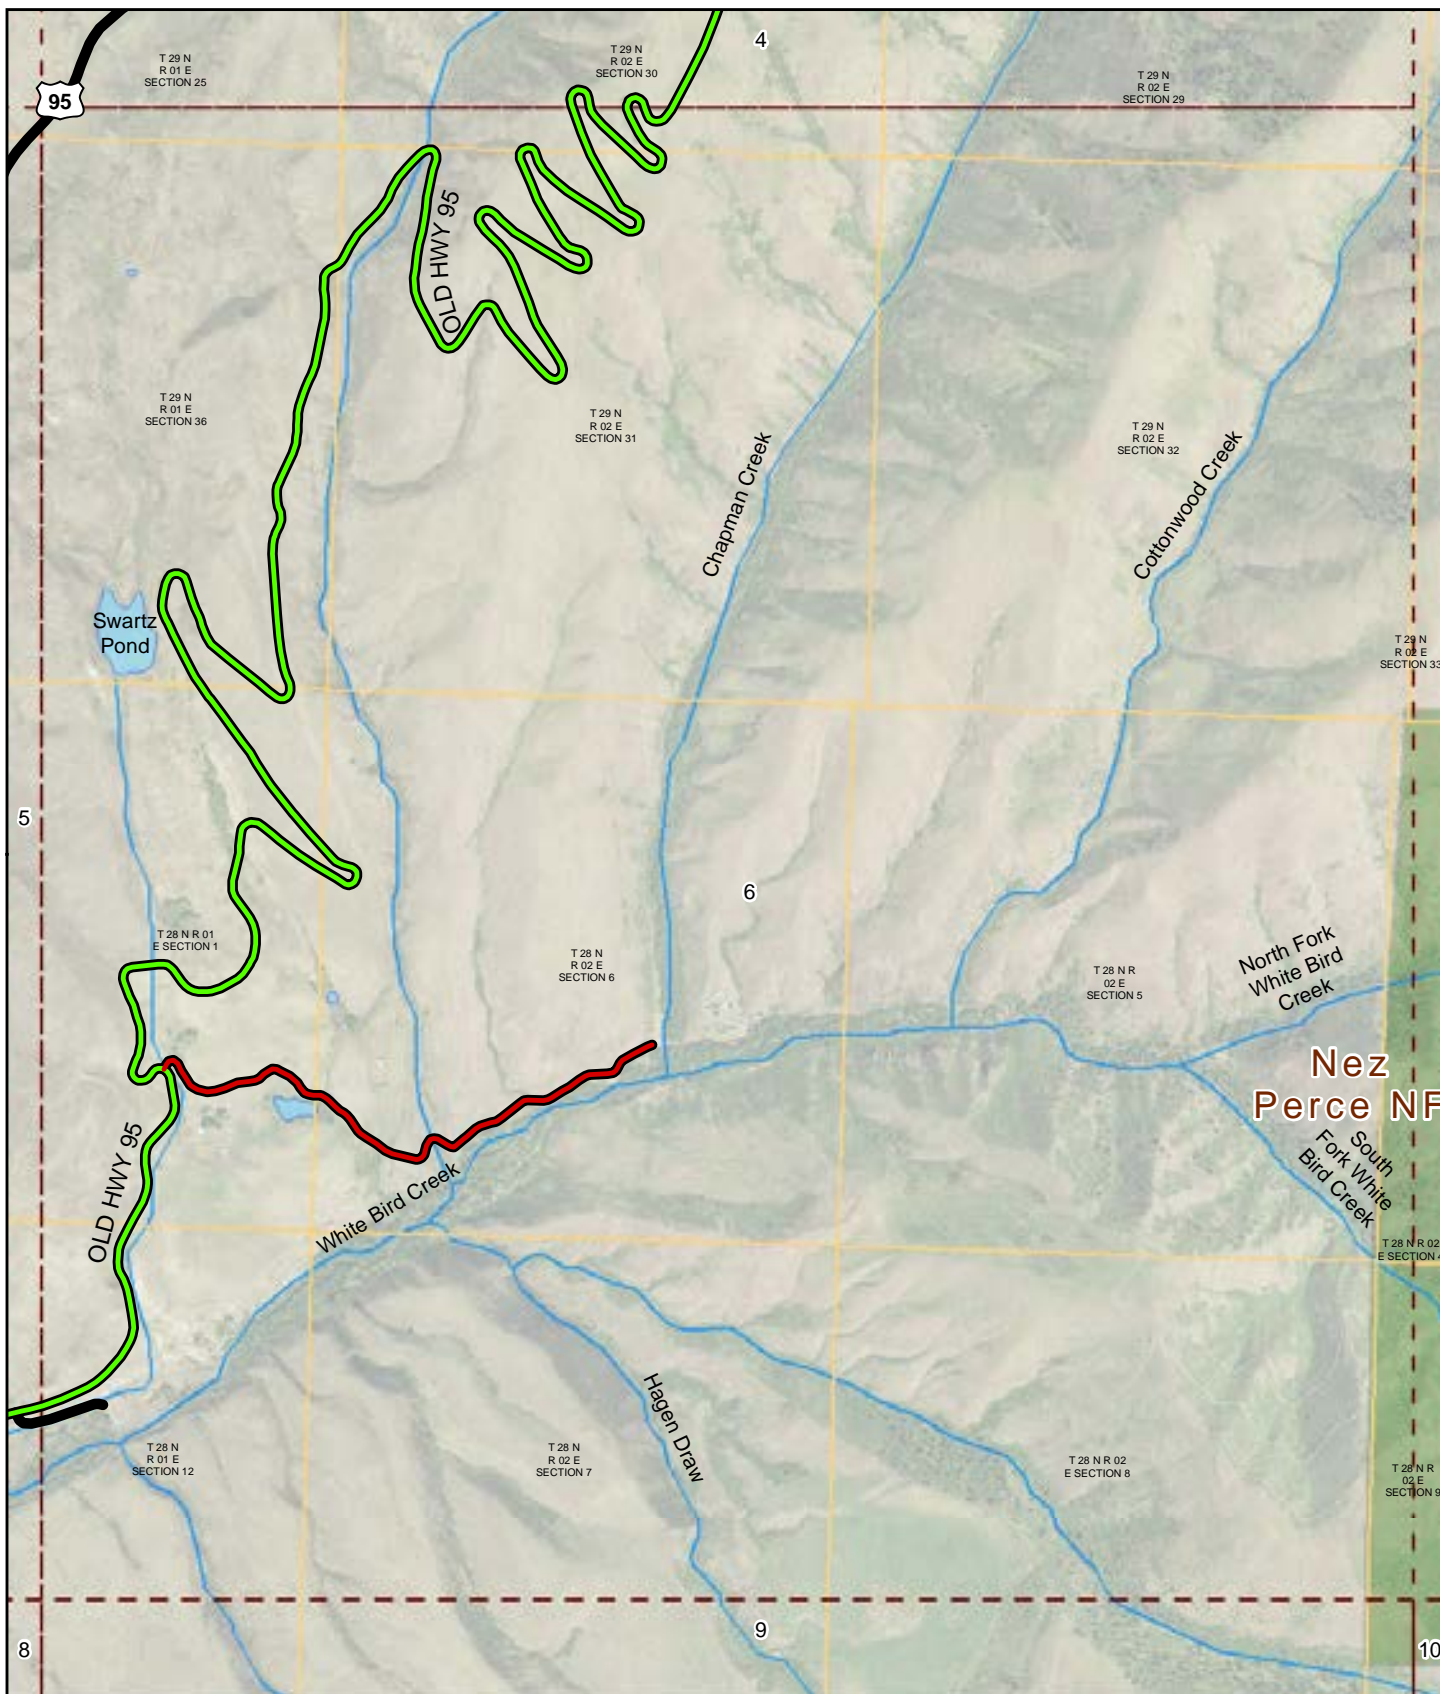 4
T 29 N
R 01 E
SECTION 25
T 29 N
R 02 E
SECTION 30
T 29 N
R 02 E
SECTION 29
95
OLD HWY 95
T 29 N
R 01 E
SECTION 36
T 29 N
R 02 E
SECTION 31
T 29 N
R 02 E
SECTION 32
Chapman Creek
Cottonwood Creek
Swartz
Pond
T 29 N
R 02 E
SECTION 33
5
6
T 28 N R 01
E SECTION 1
T 28 N
R 02 E
SECTION 6
T 28 N R
02 E
SECTION 5
North Fork
White Bird
Creek
Nez
Perce NF
South
Fork White
Bird Creek
OLD HWY 95
White Bird Creek
T 28 N R 02
E SECTION 4
Hagen Draw
T 28 N
R 01 E
SECTION 12
T 28 N
R 02 E
SECTION 7
T 28 N R 02
E SECTION 8
T 28 N R
02 E
SECTION 9
8
9
10